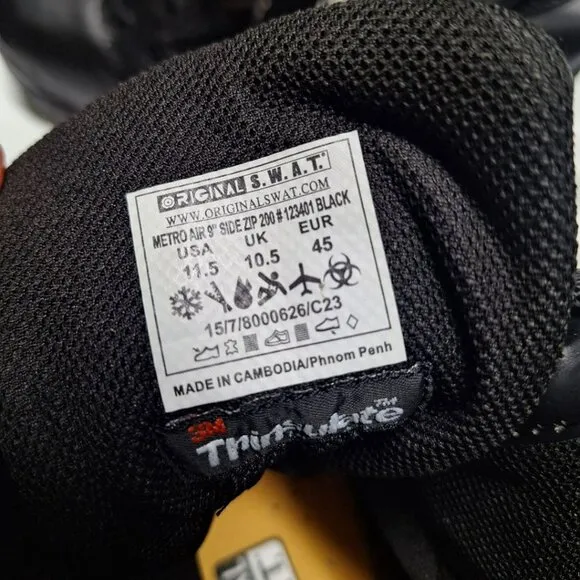 ORIGINAL S.W.A.T.®
WWW.ORIGINALSWAT.COM
METRO AIR 9" SIDE ZIP 200 # 123401 BLACK
USA UK EUR
11.5 10.5 45
15/7/8000626/C23
MADE IN CAMBODIA/Phnom Penh
3M
Thinsulate™